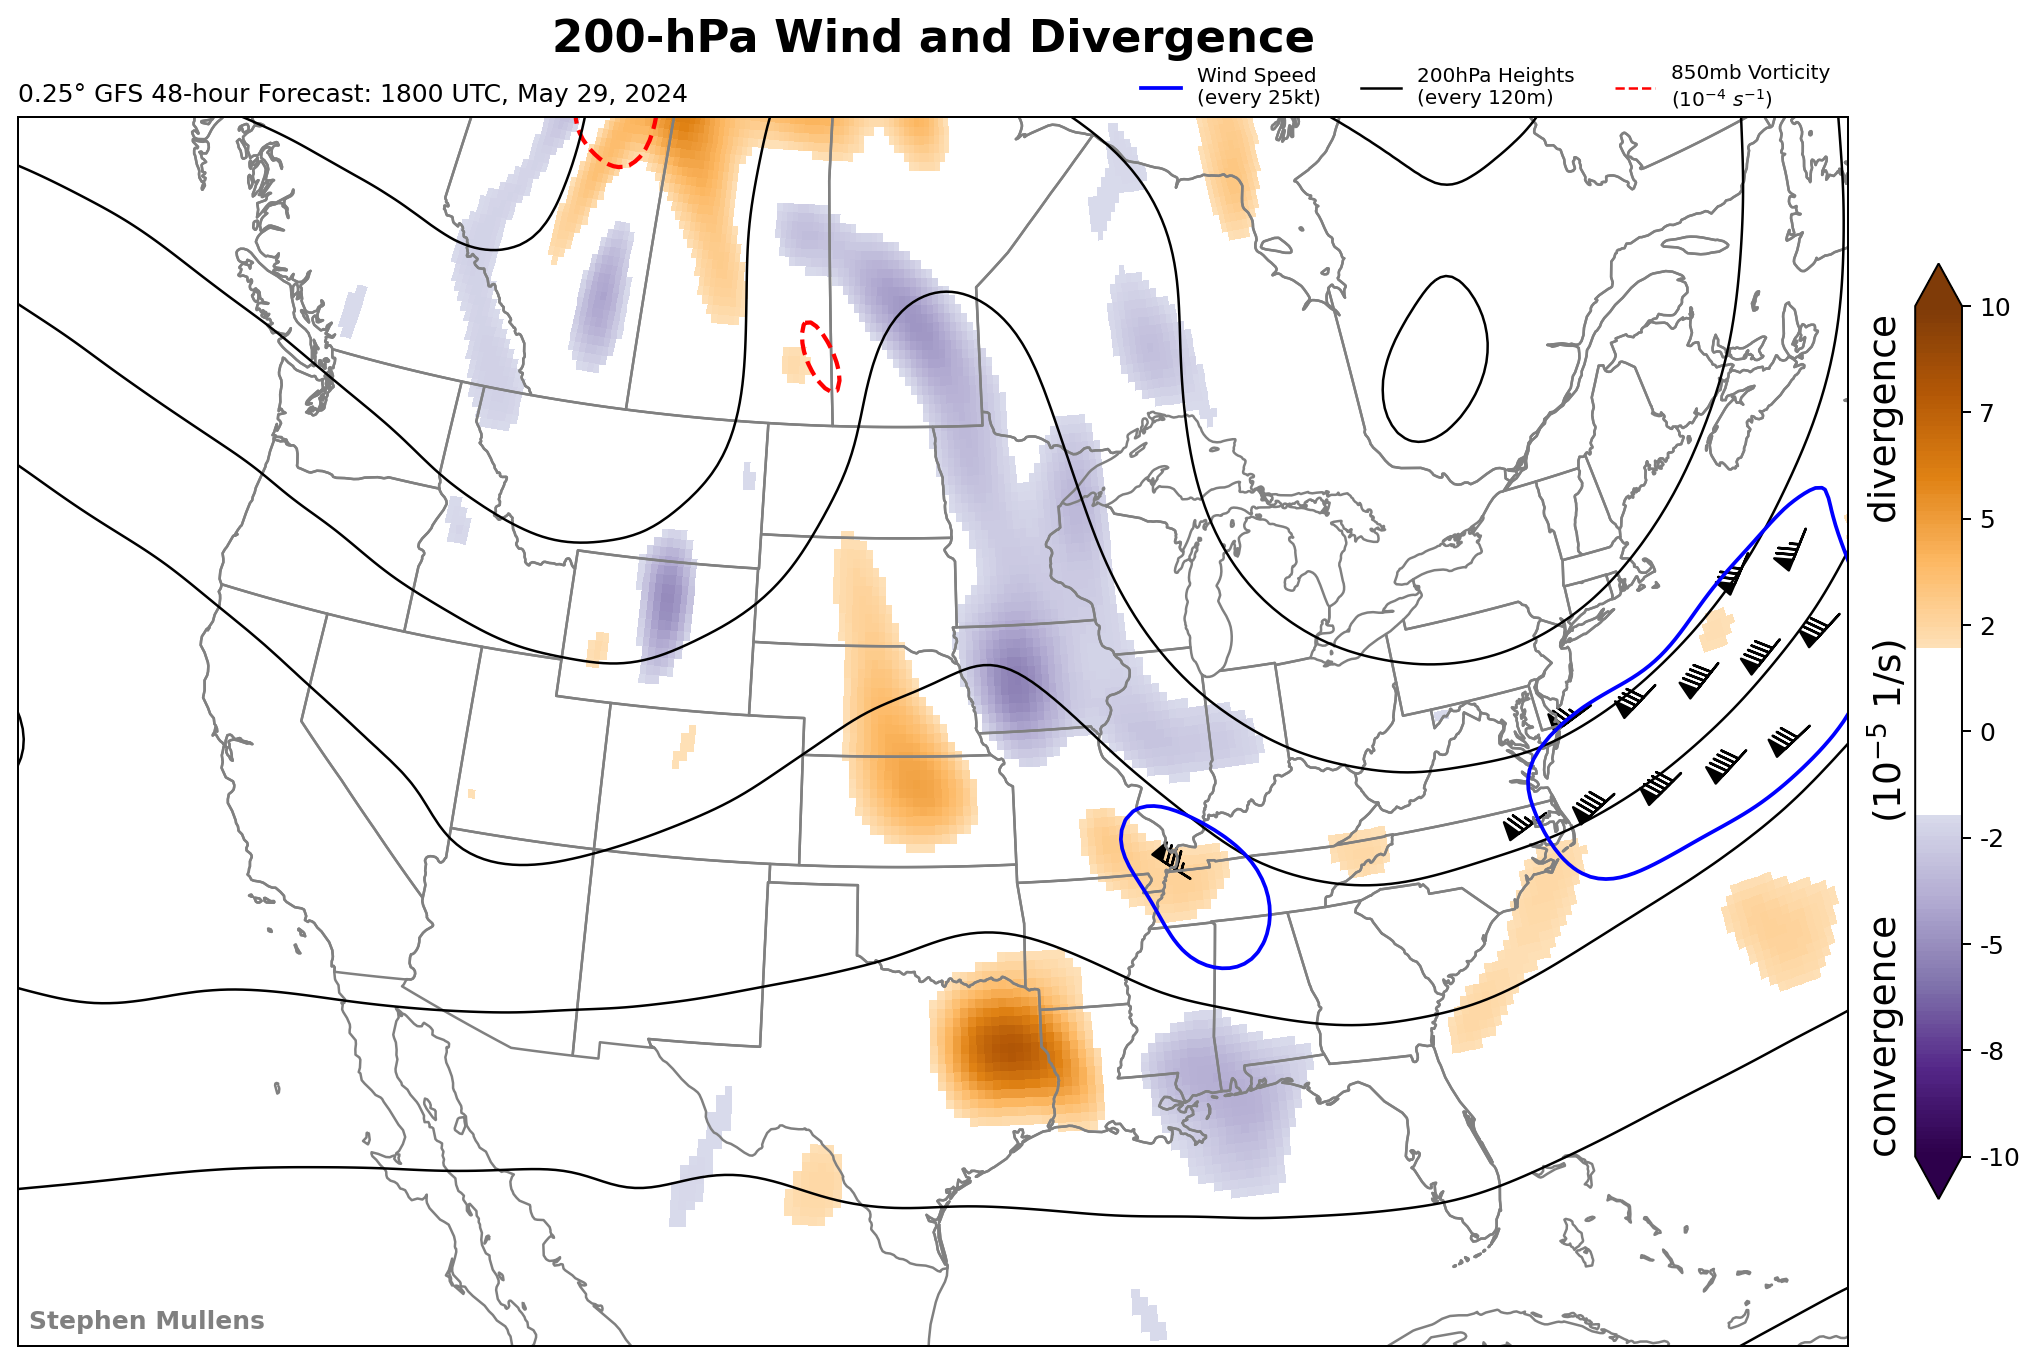 200-hPa Wind and Divergence
0.25° GFS 48-hour Forecast: 1800 UTC, May 29, 2024
Wind Speed
(every 25kt)
200hPa Heights
(every 120m)
850mb Vorticity
(10⁻⁴ s⁻¹)
10
7
5
2
0
-2
-5
-8
-10
convergence (10⁻⁵ 1/s) divergence
Stephen Mullens